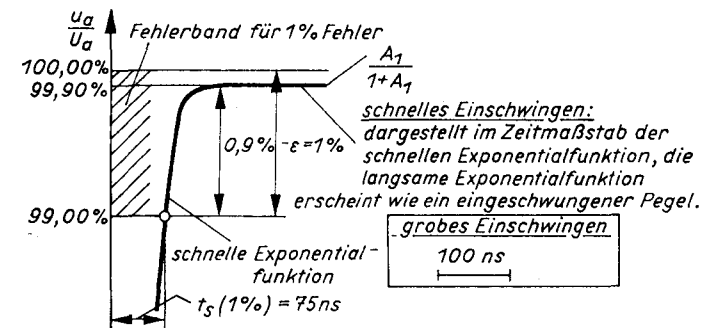 u_a
U_a
Fehlerband für 1% Fehler
100,00%
99,90%
A_1
1+A_1
schnelles Einschwingen:
dargestellt im Zeitmaßstab der
schnellen Exponentialfunktion, die
langsame Exponentialfunktion
erscheint wie ein eingeschwungener Pegel.
0,9%
-ε=1%
99,00%
grobes Einschwingen
100 ns
schnelle Exponential-
funktion
t_s (1%) = 75ns